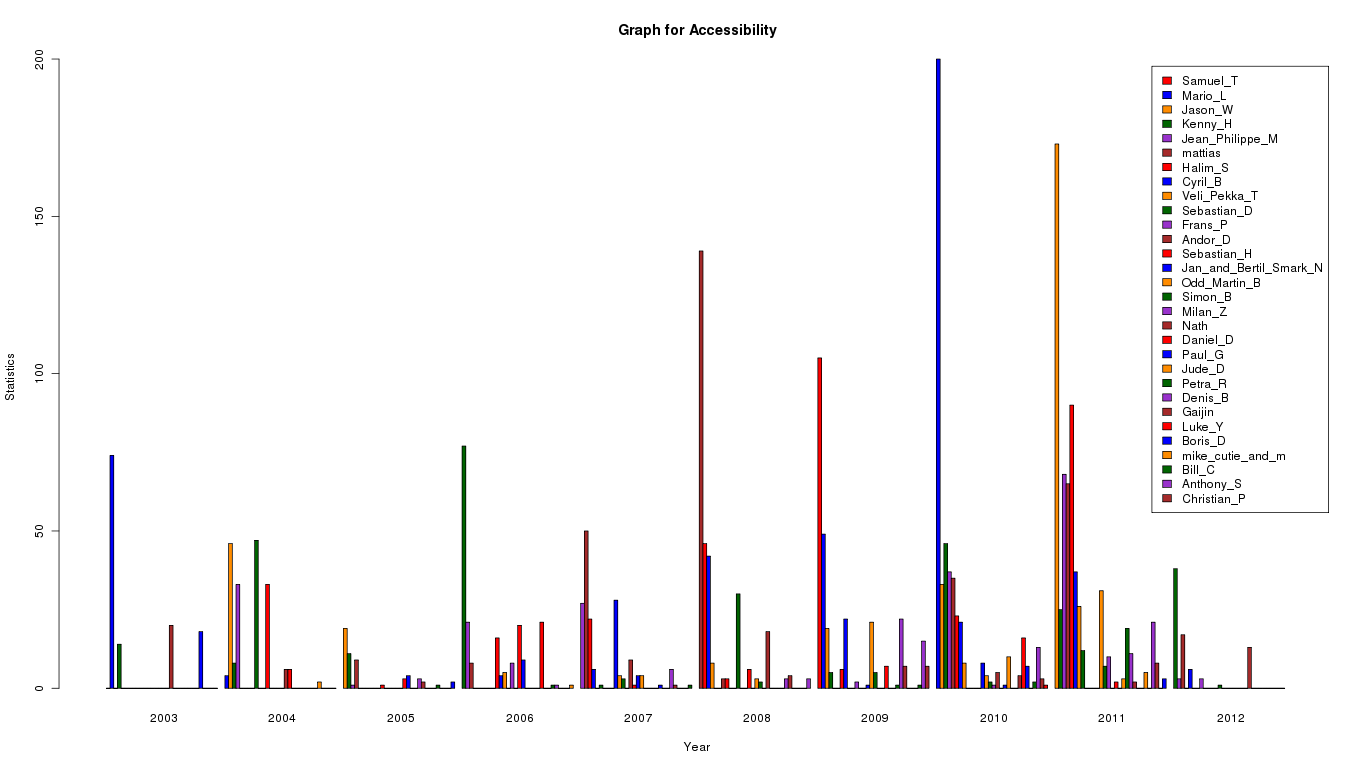 Graph for Accessibility
200
150
100
50
0
Statistics
Samuel_T
Mario_L
Jason_W
Kenny_H
Jean_Philippe_M
mattias
Halim_S
Cyril_B
Veli_Pekka_T
Sebastian_D
Frans_P
Andor_D
Sebastian_H
Jan_and_Bertil_Smark_N
Odd_Martin_B
Simon_B
Milan_Z
Nath
Daniel_D
Paul_G
Jude_D
Petra_R
Denis_B
Gaijin
Luke_Y
Boris_D
mike_cutie_and_m
Bill_C
Anthony_S
Christian_P
2003 2004 2005 2006 2007 2008 2009 2010 2011 2012
Year